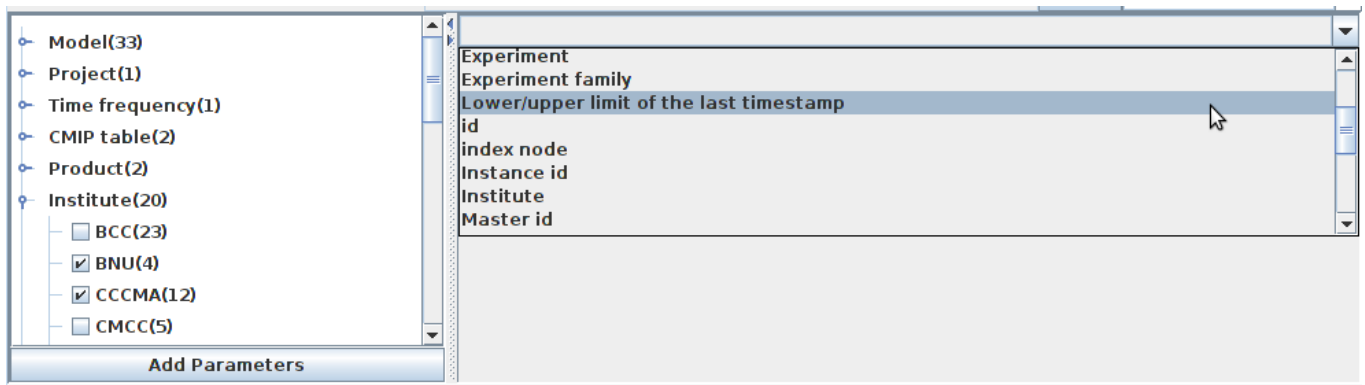 Model(33)
Project(1)
Time frequency(1)
CMIP table(2)
Product(2)
Institute(20)
BCC(23)
BNU(4)
CCCMA(12)
CMCC(5)
Add Parameters
Experiment
Experiment family
Lower/upper limit of the last timestamp
id
index node
Instance id
Institute
Master id